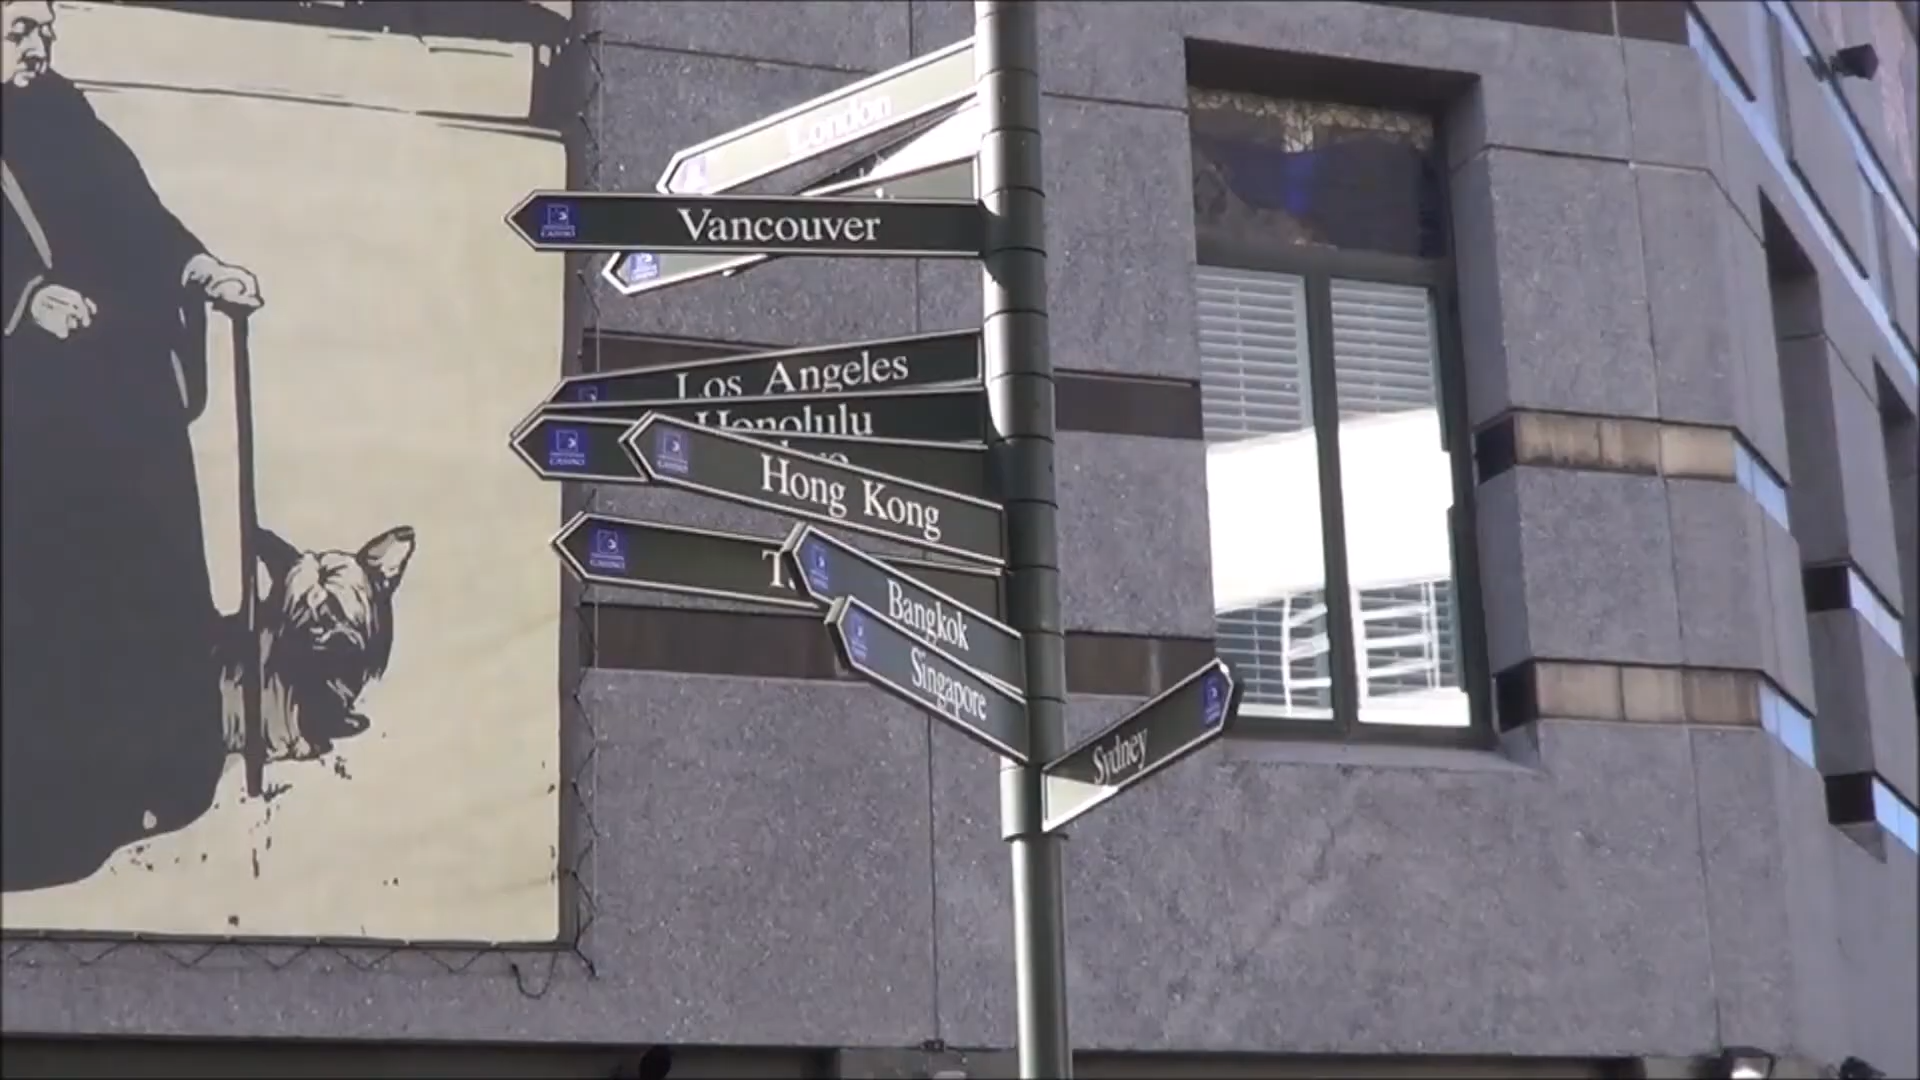 London
Vancouver
Los Angeles
Honolulu
Hong Kong
Bangkok
Singapore
Sydney